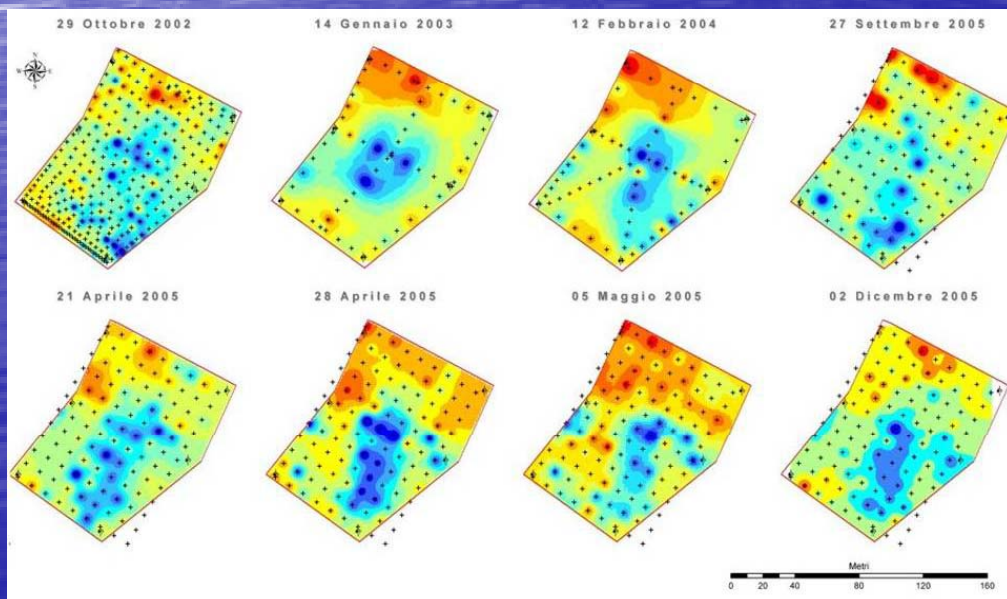 29 Ottobre 2002
14 Gennaio 2003
12 Febbraio 2004
27 Settembre 2005
N
W E
S
21 Aprile 2005
28 Aprile 2005
05 Maggio 2005
02 Dicembre 2005
Metri
0 20 40 80 120 160